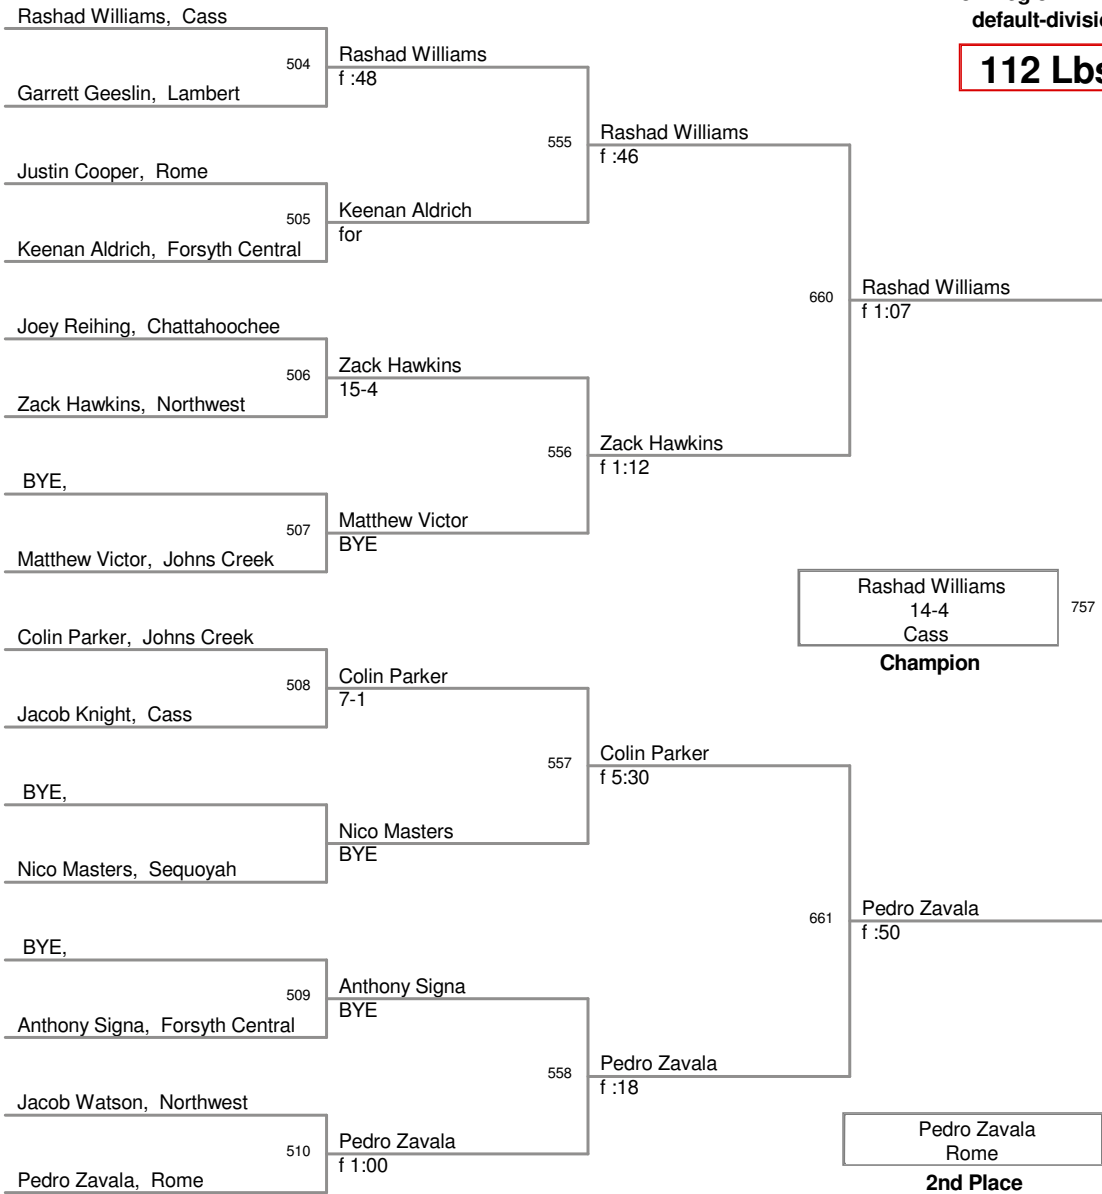 default-divisi
112 Lbs
Rashad Williams, Cass
504
Rashad Williams
f :48
Garrett Geeslin, Lambert
555
Rashad Williams
f :46
Justin Cooper, Rome
505
Keenan Aldrich
for
Keenan Aldrich, Forsyth Central
660
Rashad Williams
f 1:07
Joey Reihing, Chattahoochee
506
Zack Hawkins
15-4
Zack Hawkins, Northwest
556
Zack Hawkins
f 1:12
BYE,
507
Matthew Victor
BYE
Matthew Victor, Johns Creek
Rashad Williams
14-4
Cass
757
Champion
Colin Parker, Johns Creek
508
Colin Parker
7-1
Jacob Knight, Cass
557
Colin Parker
f 5:30
BYE,
Nico Masters
BYE
Nico Masters, Sequoyah
661
Pedro Zavala
f :50
BYE,
509
Anthony Signa
BYE
Anthony Signa, Forsyth Central
558
Pedro Zavala
f :18
Jacob Watson, Northwest
510
Pedro Zavala
f 1:00
Pedro Zavala, Rome
Pedro Zavala
Rome
2nd Place